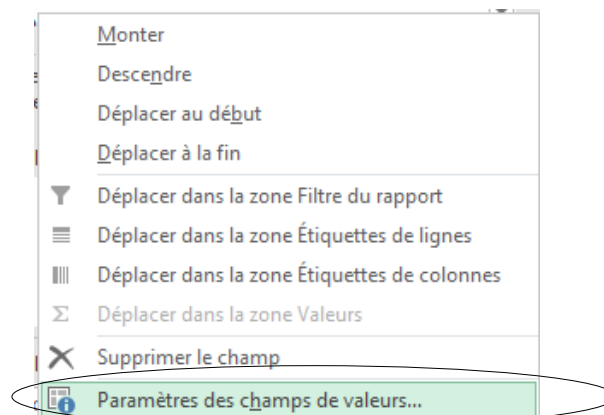 Monter
Descendre
Déplacer au début
Déplacer à la fin
Déplacer dans la zone Filtre du rapport
Déplacer dans la zone Étiquettes de lignes
Déplacer dans la zone Étiquettes de colonnes
Σ Déplacer dans la zone Valeurs
Supprimer le champ
Paramètres des champs de valeurs...